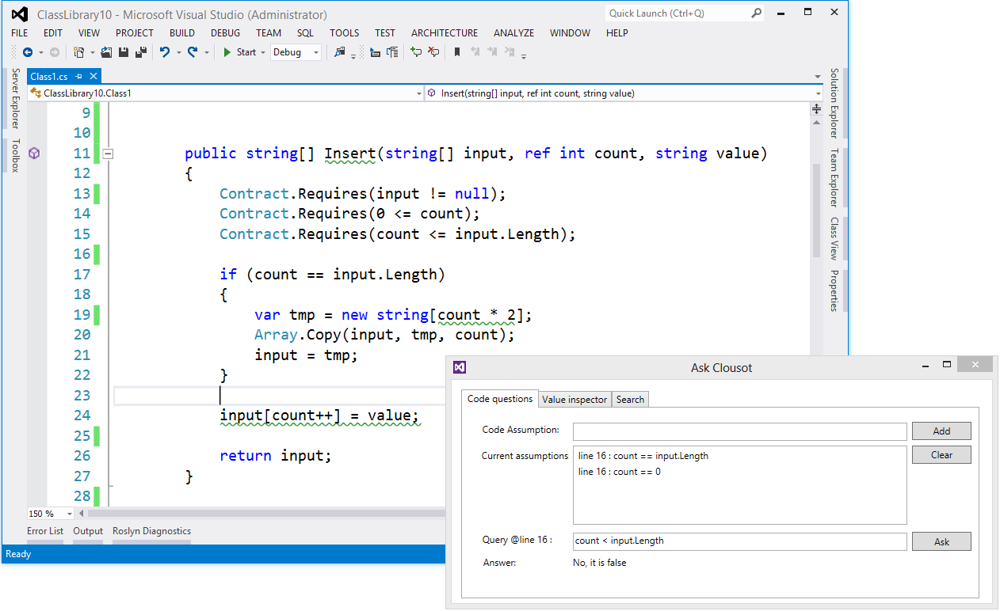 ClassLibrary10 - Microsoft Visual Studio (Administrator)
Quick Launch (Ctrl+Q)
FILE EDIT VIEW PROJECT BUILD DEBUG TEAM SQL TOOLS TEST ARCHITECTURE ANALYZE WINDOW HELP
Start Debug
Server Explorer
Toolbox
Class1.cs
ClassLibrary10.Class1
Insert(string[] input, ref int count, string value)
9
10
11 public string[] Insert(string[] input, ref int count, string value)
12 {
13 Contract.Requires(input != null);
14 Contract.Requires(0 <= count);
15 Contract.Requires(count <= input.Length);
16
17 if (count == input.Length)
18 {
19 var tmp = new string[count * 2];
20 Array.Copy(input, tmp, count);
21 input = tmp;
22 }
23
24 input[count++] = value;
25
26 return input;
27 }
28
Solution Explorer
Team Explorer
Class View
Properties
150 %
Error List Output Roslyn Diagnostics
Ready
Ask Clousot
Code questions Value inspector Search
Code Assumption:
Add
Current assumptions
line 16 : count == input.Length
line 16 : count == 0
Clear
Query @line 16 :
count < input.Length
Ask
Answer:
No, it is false